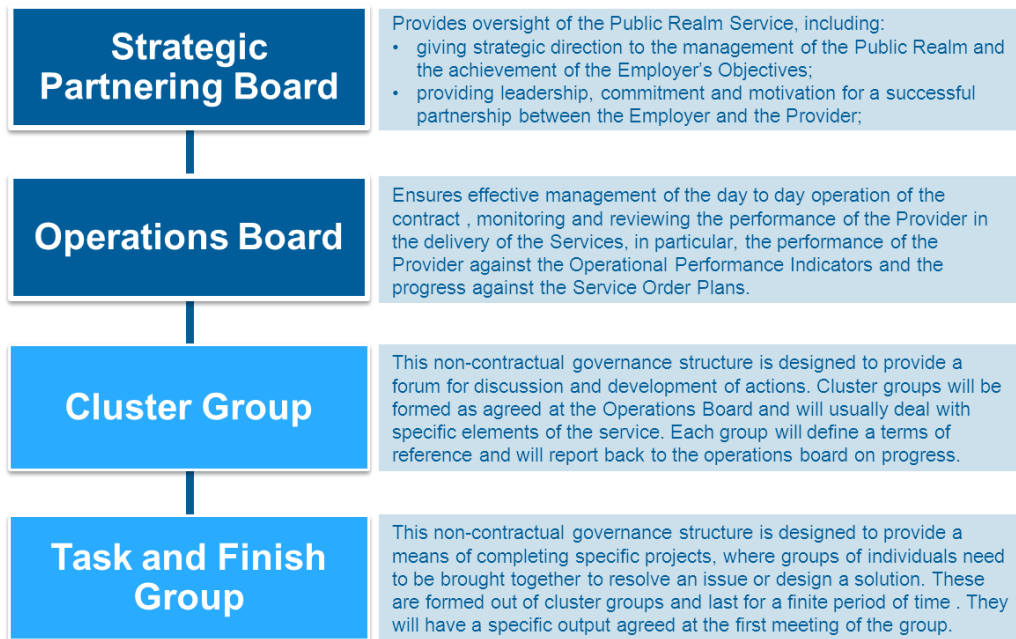 Strategic
Partnering Board
Provides oversight of the Public Realm Service, including:
• giving strategic direction to the management of the Public Realm and
the achievement of the Employer's Objectives;
• providing leadership, commitment and motivation for a successful
partnership between the Employer and the Provider;
Operations Board
Ensures effective management of the day to day operation of the
contract , monitoring and reviewing the performance of the Provider in
the delivery of the Services, in particular, the performance of the
Provider against the Operational Performance Indicators and the
progress against the Service Order Plans.
Cluster Group
This non-contractual governance structure is designed to provide a
forum for discussion and development of actions. Cluster groups will be
formed as agreed at the Operations Board and will usually deal with
specific elements of the service. Each group will define a terms of
reference and will report back to the operations board on progress.
Task and Finish
Group
This non-contractual governance structure is designed to provide a
means of completing specific projects, where groups of individuals need
to be brought together to resolve an issue or design a solution. These
are formed out of cluster groups and last for a finite period of time . They
will have a specific output agreed at the first meeting of the group.